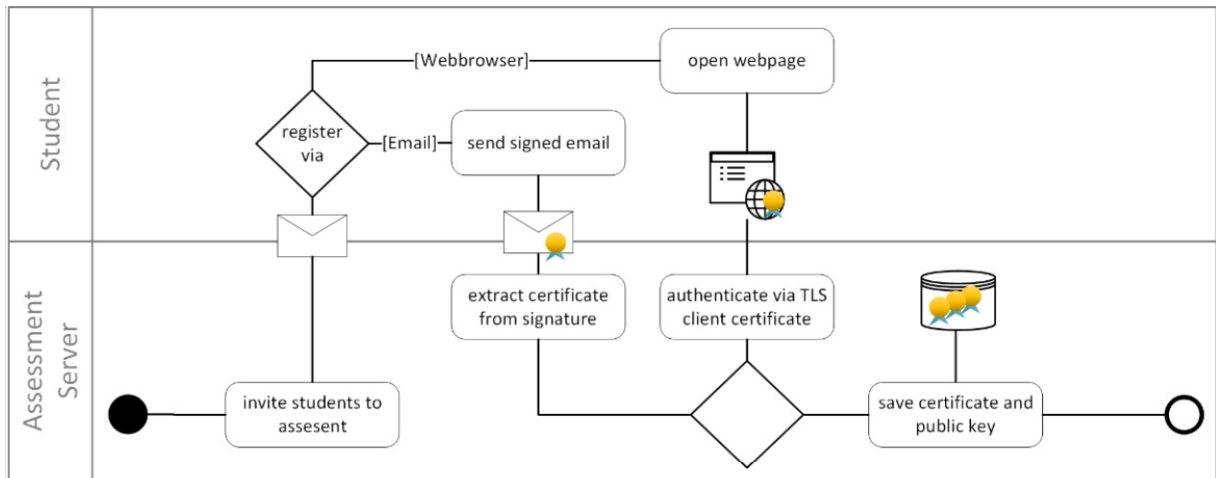 Student
[Webbrowser]
open webpage
register
via
[Email]
send signed email
Assessment
Server
extract certificate
from signature
authenticate via TLS
client certificate
invite students to
assesent
save certificate and
public key